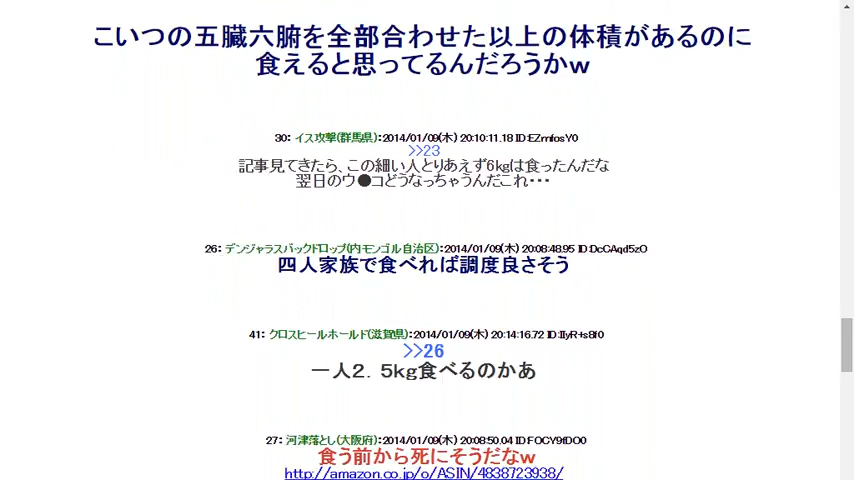 こいつの五臓六腑を全部合わせた以上の体積があるのに
食えると思ってるんだろうかｗ
30： イス攻撃(群馬県)：2014/01/09(木) 20:10:11.18 ID:EZmfosY0
>>23
記事見てきたら、この細い人とりあえず6kgは食ったんだな
翌日のウ●コどうなっちゃうんだこれ・・・
26： デンジャラスバックドロップ(内モンゴル自治区)：2014/01/09(木) 20:08:48.95 ID:DcCAqd5zO
四人家族で食べれば調度良さそう
41： クロスヒールホールド(滋賀県)：2014/01/09(木) 20:14:16.72 ID:IIyR+s8f0
>>26
一人２．５kg食べるのかあ
27： 河津落とし(大阪府)：2014/01/09(木) 20:08:50.04 ID:FOCY9fDO0
食う前から死にそうだなｗ
http://amazon.co.jp/o/ASIN/4838723938/